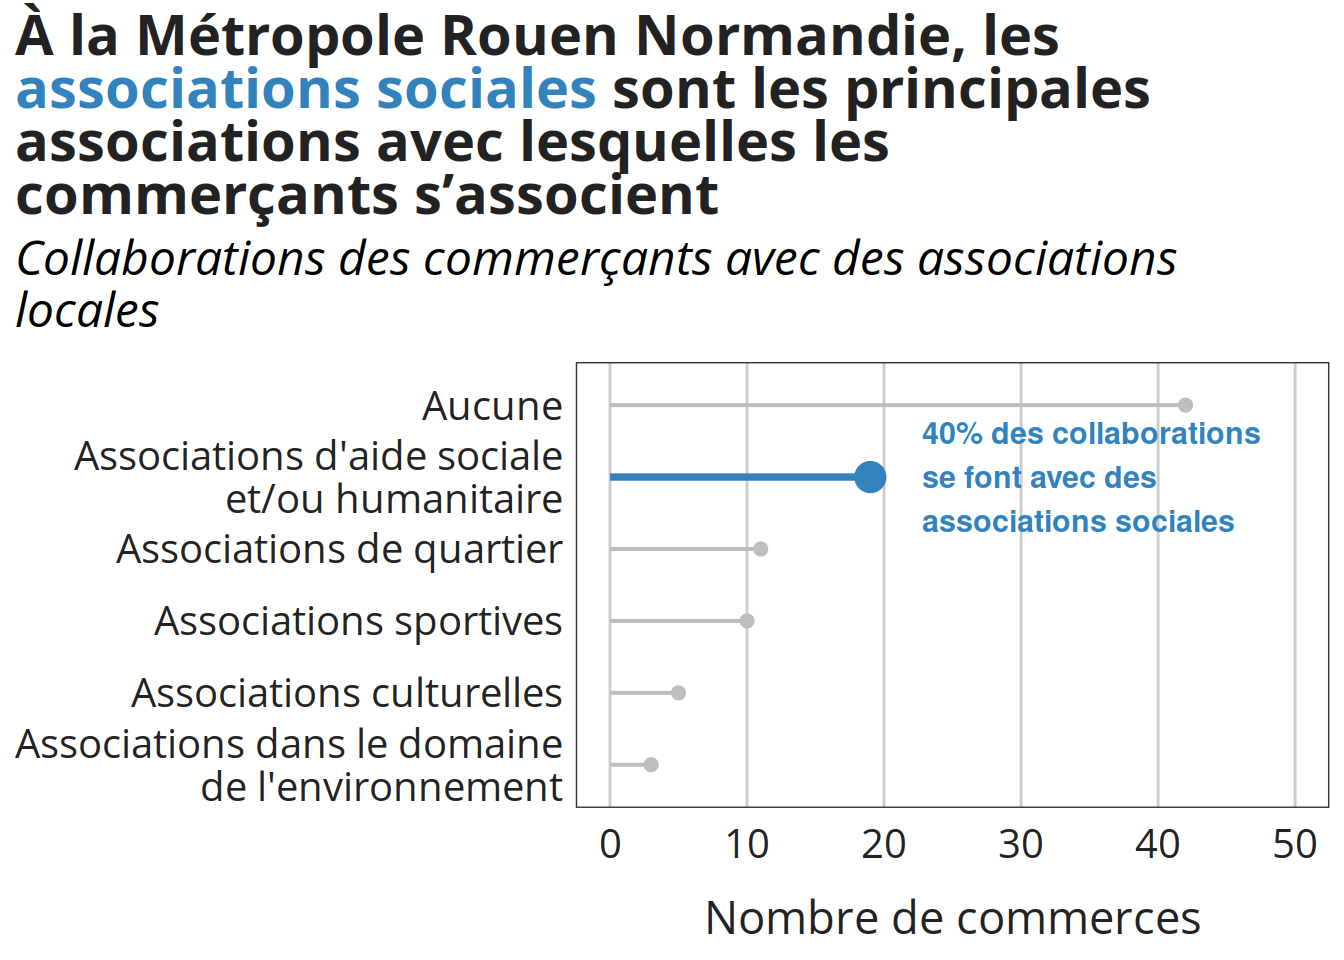 À la Métropole Rouen Normandie, les
associations sociales sont les principales
associations avec lesquelles les
commerçants s’associent
Collaborations des commerçants avec des associations
locales
Aucune
40% des collaborations
se font avec des
associations sociales
Associations d'aide sociale
et/ou humanitaire
Associations de quartier
Associations sportives
Associations culturelles
Associations dans le domaine
de l'environnement
0 10 20 30 40 50
Nombre de commerces